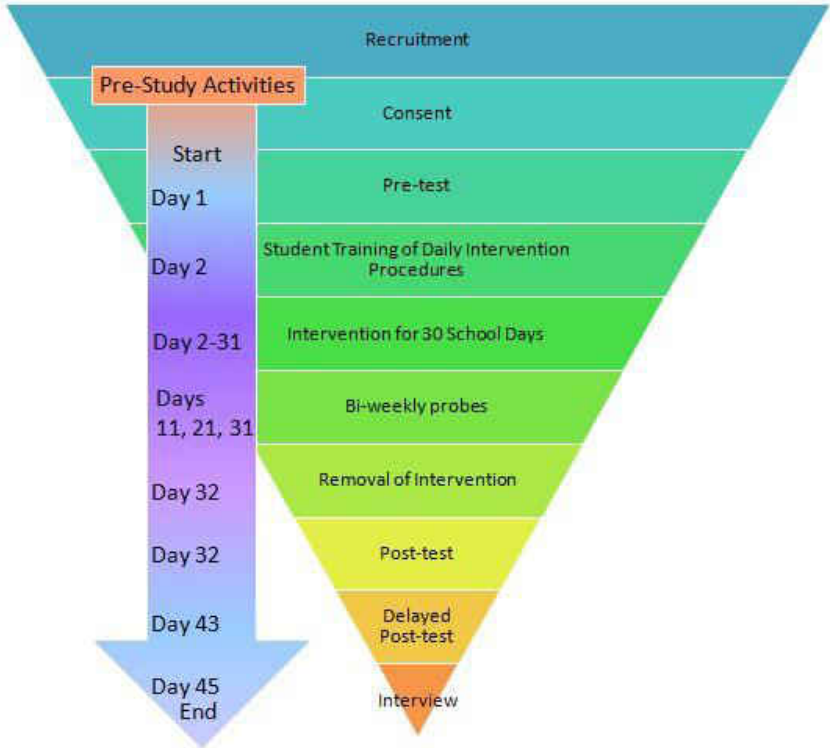 Recruitment
Pre-Study Activities
Consent
Start
Day 1
Pre-test
Day 2
Student Training of Daily Intervention
Procedures
Day 2-31
Intervention for 30 School Days
Days
11, 21, 31
Bi-weekly probes
Day 32
Removal of Intervention
Day 32
Post-test
Day 43
Delayed
Post-test
Day 45
End
Interview